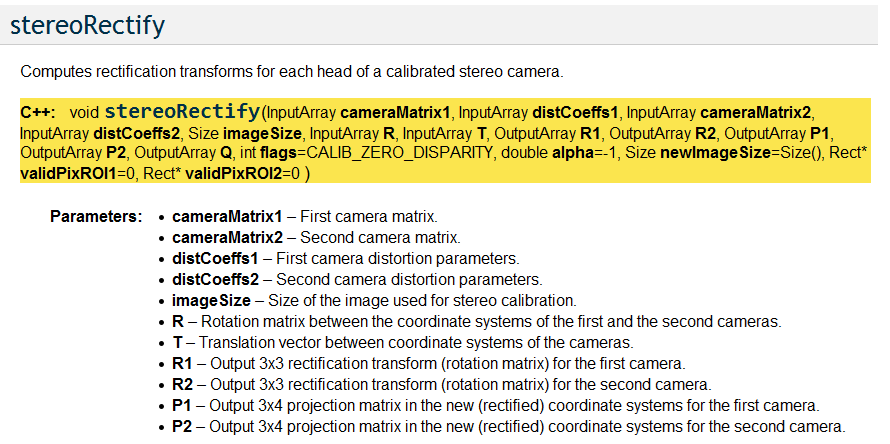 stereoRectify
Computes rectification transforms for each head of a calibrated stereo camera.
C++: void stereoRectify(InputArray cameraMatrix1, InputArray distCoeffs1, InputArray cameraMatrix2,
InputArray distCoeffs2, Size imageSize, InputArray R, InputArray T, OutputArray R1, OutputArray R2, OutputArray P1,
OutputArray P2, OutputArray Q, int flags=CALIB_ZERO_DISPARITY, double alpha=-1, Size newImageSize=Size(), Rect*
validPixROI1=0, Rect* validPixROI2=0 )
Parameters: • cameraMatrix1 – First camera matrix.
• cameraMatrix2 – Second camera matrix.
• distCoeffs1 – First camera distortion parameters.
• distCoeffs2 – Second camera distortion parameters.
• imageSize – Size of the image used for stereo calibration.
• R – Rotation matrix between the coordinate systems of the first and the second cameras.
• T – Translation vector between coordinate systems of the cameras.
• R1 – Output 3x3 rectification transform (rotation matrix) for the first camera.
• R2 – Output 3x3 rectification transform (rotation matrix) for the second camera.
• P1 – Output 3x4 projection matrix in the new (rectified) coordinate systems for the first camera.
• P2 – Output 3x4 projection matrix in the new (rectified) coordinate systems for the second camera.